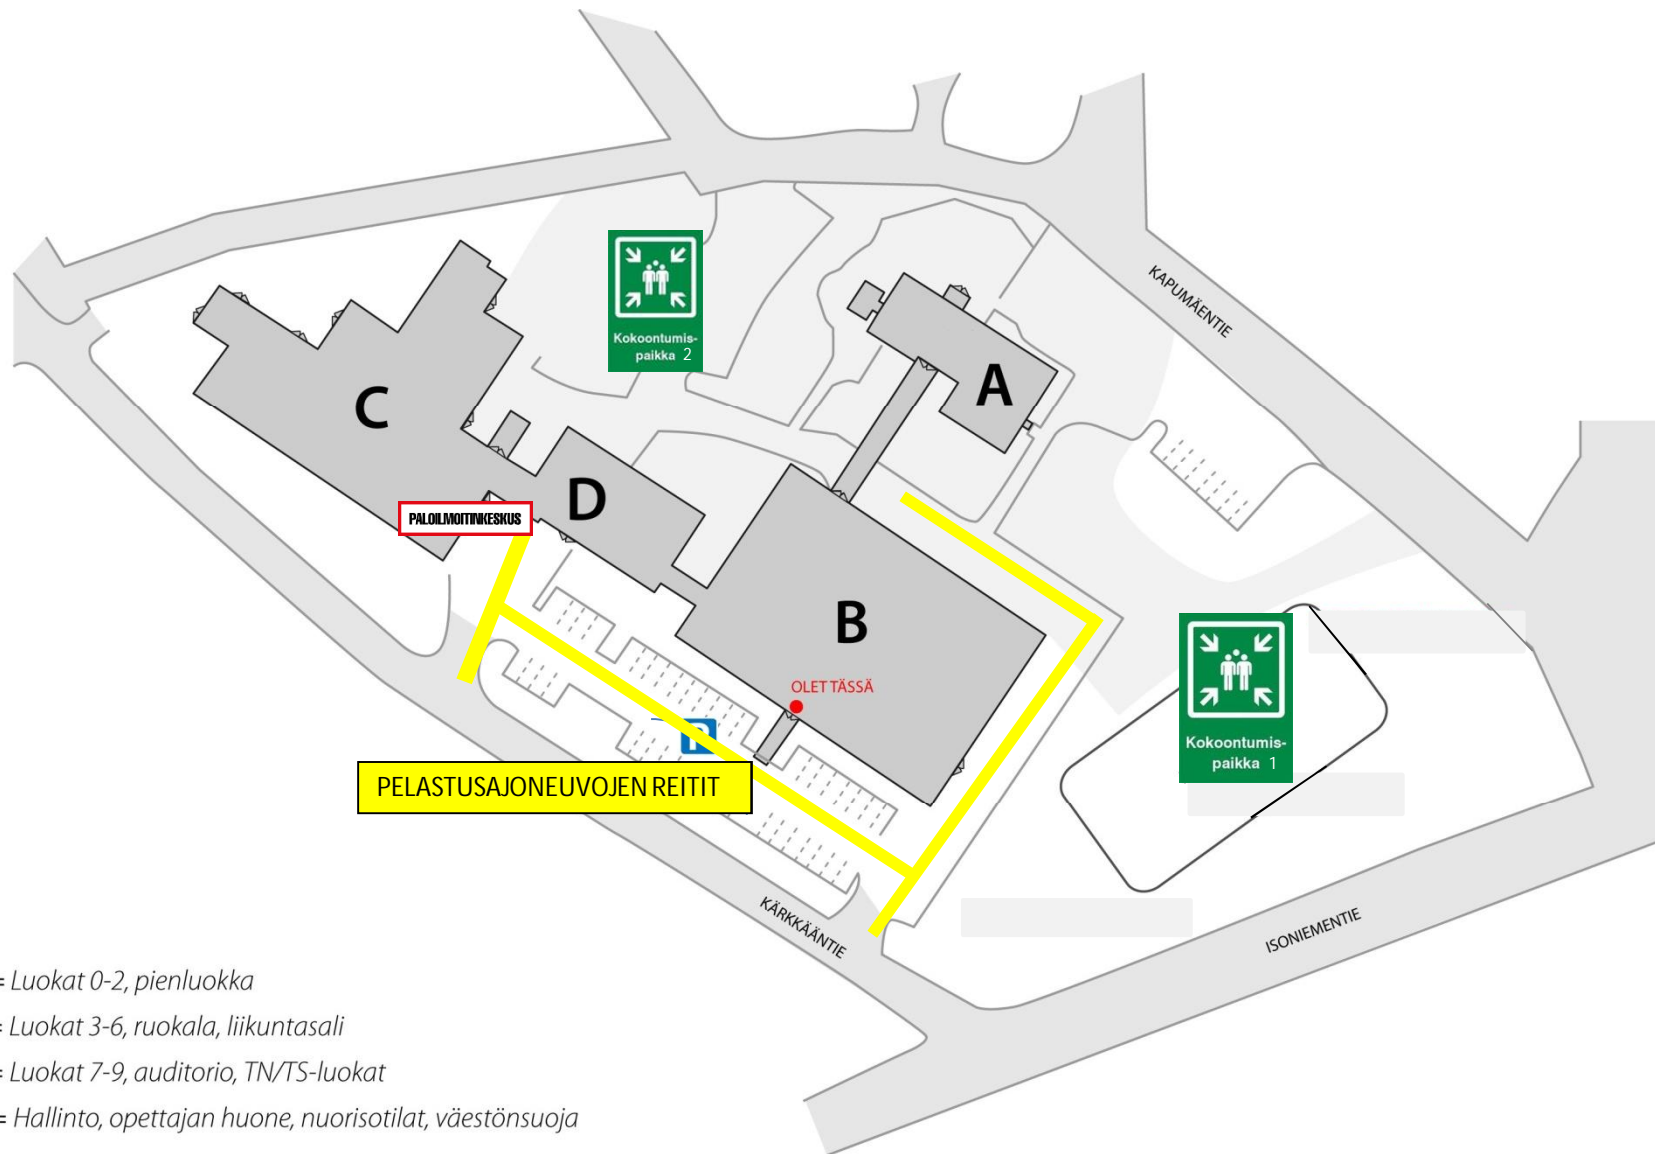 KAPUMÄENTIE
Kokoontumis-
paikka 2
A
C
D
PALOILMOITINKESKUS
B
OLET TÄSSÄ
P
Kokoontumis-
paikka 1
PELASTUSAJONEUVOJEN REITIT
KÄRKKÄÄNTIE
ISONIEMENTIE
= Luokat 0-2, pienluokka
= Luokat 3-6, ruokala, liikuntasali
= Luokat 7-9, auditorio, TN/TS-luokat
= Hallinto, opettajan huone, nuorisotilat, väestönsuoja